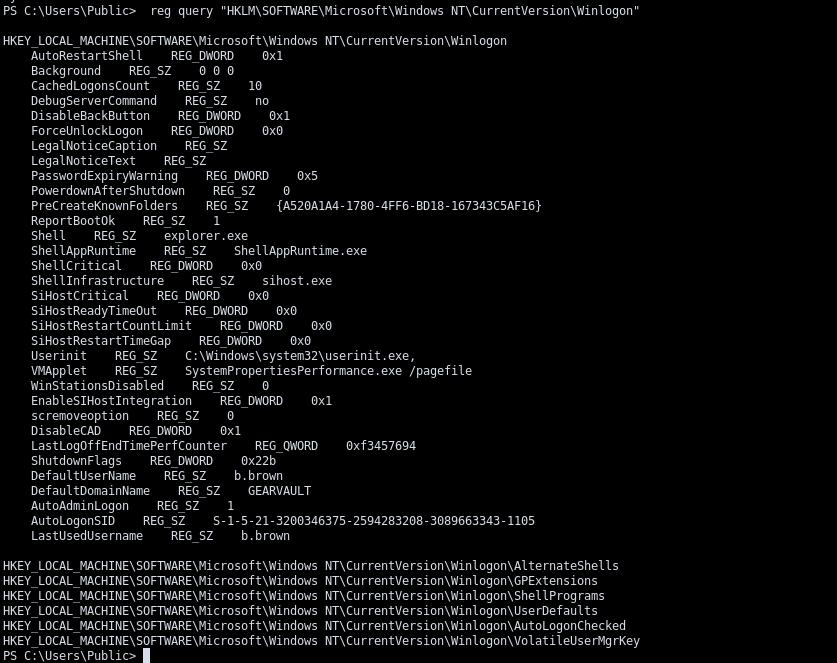 PS C:\Users\Public>  reg query "HKLM\SOFTWARE\Microsoft\Windows NT\CurrentVersion\Winlogon"
HKEY_LOCAL_MACHINE\SOFTWARE\Microsoft\Windows NT\CurrentVersion\Winlogon
    AutoRestartShell    REG_DWORD    0x1
    Background    REG_SZ    0 0 0
    CachedLogonsCount    REG_SZ    10
    DebugServerCommand    REG_SZ    no
    DisableBackButton    REG_DWORD    0x1
    ForceUnlockLogon    REG_DWORD    0x0
    LegalNoticeCaption    REG_SZ
    LegalNoticeText    REG_SZ
    PasswordExpiryWarning    REG_DWORD    0x5
    PowerdownAfterShutdown    REG_SZ    0
    PreCreateKnownFolders    REG_SZ    {A520A1A4-1780-4FF6-BD18-167343C5AF16}
    ReportBootOk    REG_SZ    1
    Shell    REG_SZ    explorer.exe
    ShellAppRuntime    REG_SZ    ShellAppRuntime.exe
    ShellCritical    REG_DWORD    0x0
    ShellInfrastructure    REG_SZ    sihost.exe
    SiHostCritical    REG_DWORD    0x0
    SiHostReadyTimeOut    REG_DWORD    0x0
    SiHostRestartCountLimit    REG_DWORD    0x0
    SiHostRestartTimeGap    REG_DWORD    0x0
    Userinit    REG_SZ    C:\Windows\system32\userinit.exe,
    VMApplet    REG_SZ    SystemPropertiesPerformance.exe /pagefile
    WinStationsDisabled    REG_SZ    0
    EnableSIHostIntegration    REG_DWORD    0x1
    scremoveoption    REG_SZ    0
    DisableCAD    REG_DWORD    0x1
    LastLogOffEndTimePerfCounter    REG_QWORD    0xf3457694
    ShutdownFlags    REG_DWORD    0x22b
    DefaultUserName    REG_SZ    b.brown
    DefaultDomainName    REG_SZ    GEARVAULT
    AutoAdminLogon    REG_SZ    1
    AutoLogonSID    REG_SZ    S-1-5-21-3200346375-2594283208-3089663343-1105
    LastUsedUsername    REG_SZ    b.brown
HKEY_LOCAL_MACHINE\SOFTWARE\Microsoft\Windows NT\CurrentVersion\Winlogon\AlternateShells
HKEY_LOCAL_MACHINE\SOFTWARE\Microsoft\Windows NT\CurrentVersion\Winlogon\GPExtensions
HKEY_LOCAL_MACHINE\SOFTWARE\Microsoft\Windows NT\CurrentVersion\Winlogon\ShellPrograms
HKEY_LOCAL_MACHINE\SOFTWARE\Microsoft\Windows NT\CurrentVersion\Winlogon\UserDefaults
HKEY_LOCAL_MACHINE\SOFTWARE\Microsoft\Windows NT\CurrentVersion\Winlogon\AutoLogonChecked
HKEY_LOCAL_MACHINE\SOFTWARE\Microsoft\Windows NT\CurrentVersion\Winlogon\VolatileUserMgrKey
PS C:\Users\Public>